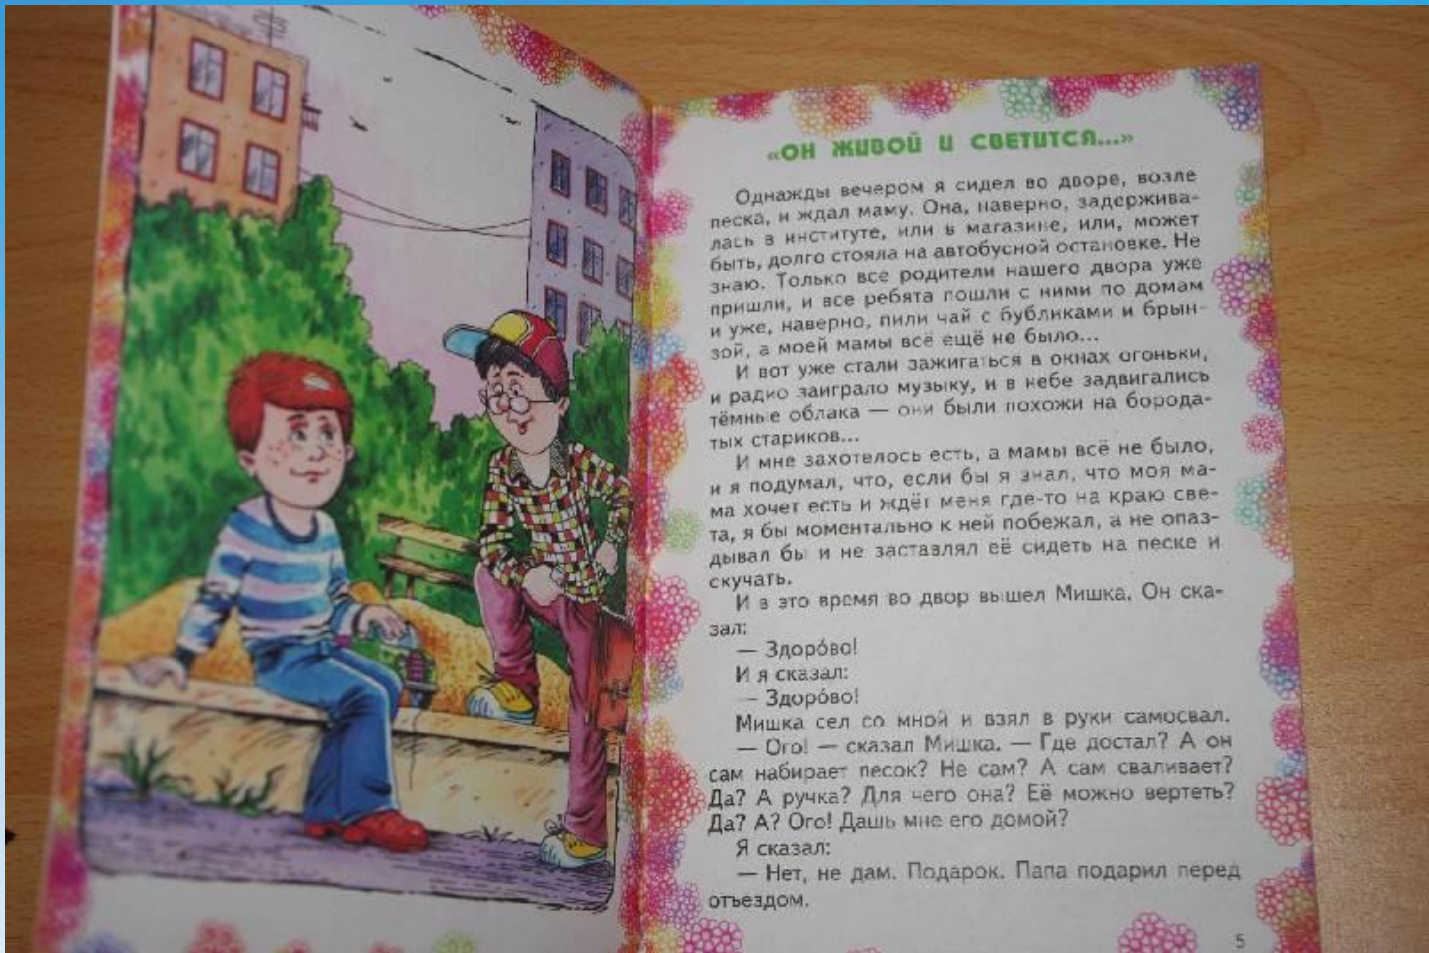 «ОН ЖИВОЙ И СВЕТИТСЯ...»
Однажды вечером я сидел во дворе, возле
песка, и ждал маму. Она, наверно, задержива-
лась в институте, или в магазине, или, может
быть, долго стояла на автобусной остановке. Не
знаю. Только все родители нашего двора уже
пришли, и все ребята пошли с ними по домам
и уже, наверно, пили чай с бубликами и брын-
зой, а моей мамы всё ещё не было...
И вот уже стали зажигаться в окнах огоньки,
и радио заиграло музыку, и в небе задвигались
тёмные облака — они были похожи на борода-
тых стариков...
И мне захотелось есть, а мамы всё не было,
и я подумал, что, если бы я знал, что моя ма-
ма хочет есть и ждёт меня где-то на краю све-
та, я бы моментально к ней побежал, а не опаз-
дывал бы и не заставлял её сидеть на песке и
скучать.
И в это время во двор вышел Мишка. Он ска-
зал:
— Здоро́во!
И я сказал:
— Здоро́во!
Мишка сел со мной и взял в руки самосвал.
— Ого! — сказал Мишка. — Где достал? А он
сам набирает песок? Не сам? А сам сваливает?
Да? А ручка? Для чего она? Её можно вертеть?
Да? А? Ого! Дашь мне его домой?
Я сказал:
— Нет, не дам. Подарок. Папа подарил перед
отъездом.
5